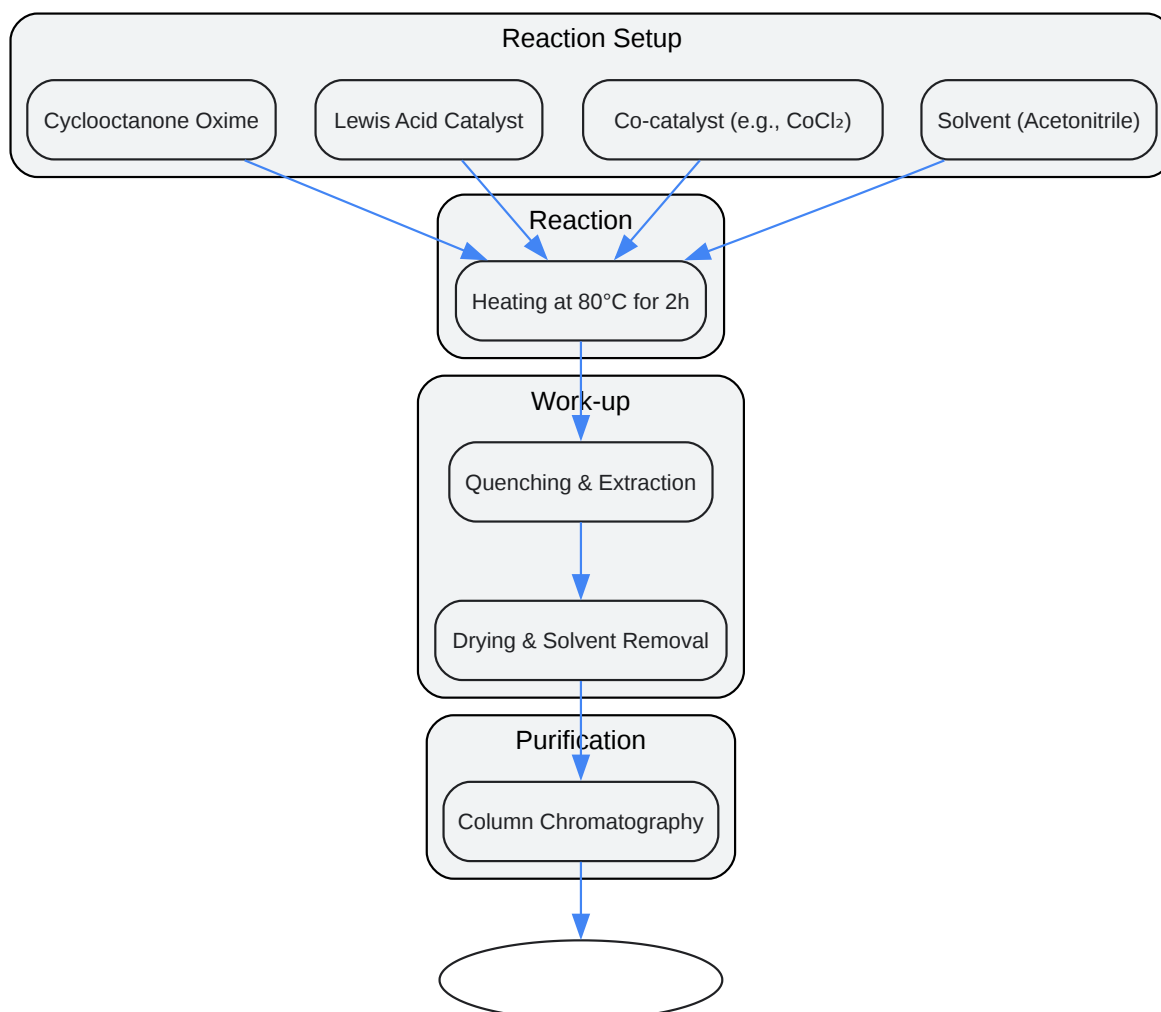 Reaction Setup
Cyclooctanone Oxime
Lewis Acid Catalyst
Co-catalyst (e.g., CoCl₂)
Solvent (Acetonitrile)
Reaction
Heating at 80°C for 2h
Work-up
Quenching & Extraction
Drying & Solvent Removal
Purification
Column Chromatography